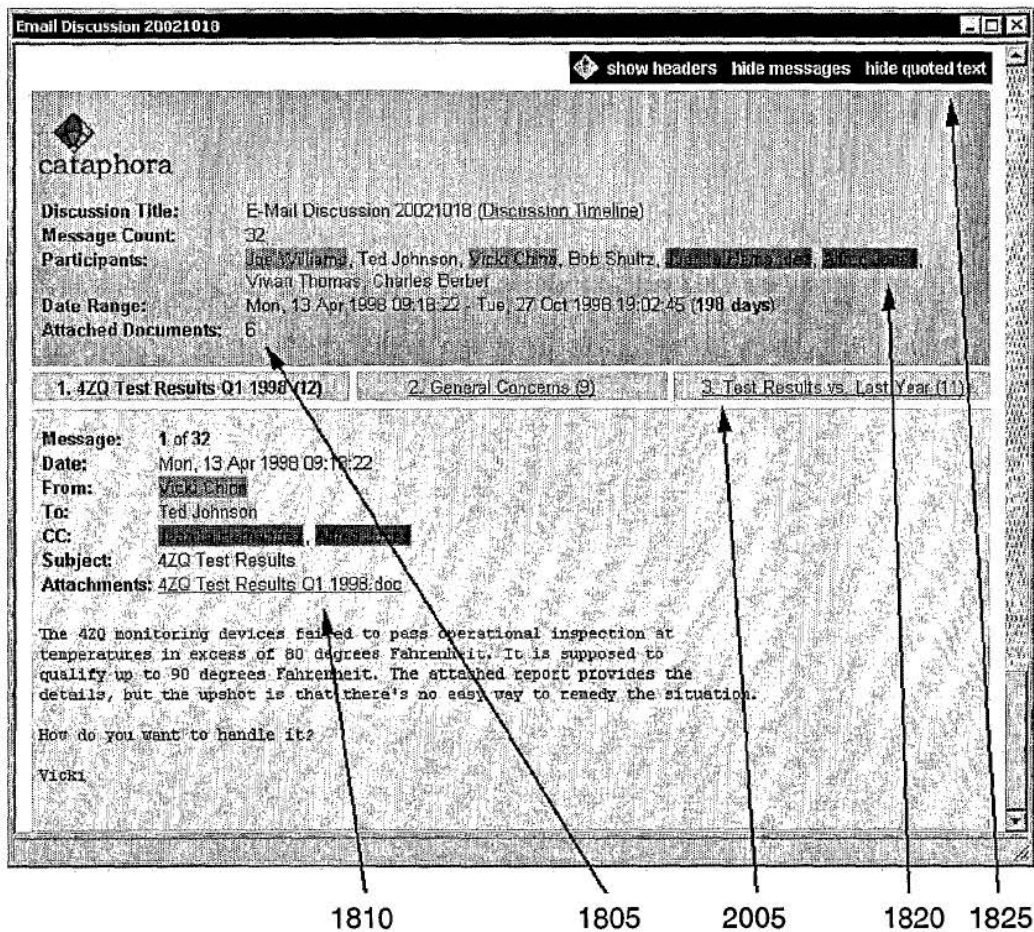 Email Discussion 20021018
show headers hide messages hide quoted text
cataphora
Discussion Title: E-Mail Discussion 20021018 (Discussion Timeline)
Message Count: 32
Participants: Joe Williams, Ted Johnson, Vicki Ching, Bob Shultz,
Vivian Thomas, Charles Berber
Date Range: Mon, 13 Apr 1998 09:18:22 - Tue, 27 Oct 1998 19:02:45 (198 days)
Attached Documents: 6
1. 4ZQ Test Results Q1 1998 (12) 2. General Concerns (9) 3. Test Results vs. Last Year (11)
Message: 1 of 32
Date: Mon, 13 Apr 1998 09:18:22
From: Vicki Ching
To: Ted Johnson
CC: , Alfred Jones
Subject: 4ZQ Test Results
Attachments: 4ZQ Test Results Q1 1998.doc
The 4ZQ monitoring devices failed to pass operational inspection at
temperatures in excess of 80 degrees Fahrenheit. It is supposed to
qualify up to 90 degrees Fahrenheit. The attached report provides the
details, but the upshot is that there's no easy way to remedy the situation.
How do you want to handle it?
Vicki
1810 1805 2005 1820 1825